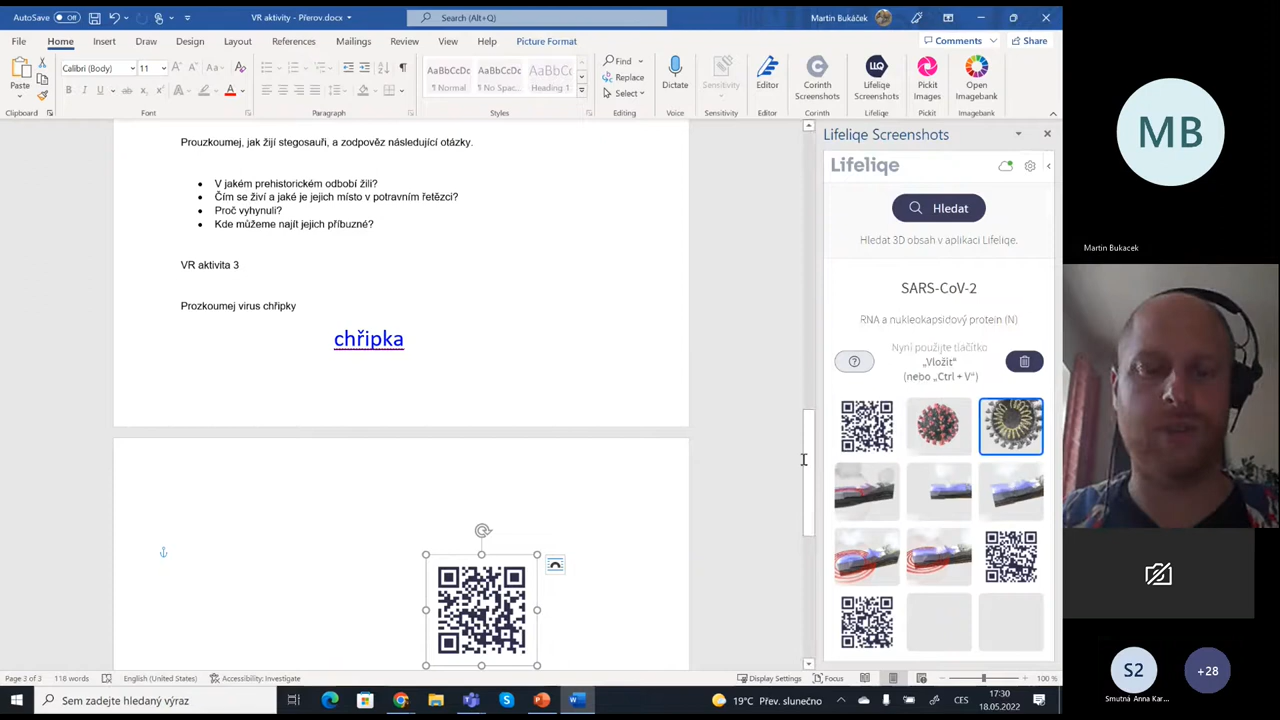 AutoSave Off
VR aktivity - Přerov.docx
Search (Alt+Q)
Martin Bukáček
File Home Insert Draw Design Layout References Mailings Review View Help Picture Format
Comments Share
Paste
Calibri (Body) 11
AaBbCcDc AaBbCcDc AaBbCc
¶ Normal ¶ No Spac... Heading 1
Find
Replace
Select
Dictate
Sensitivity
Editor
Corinth Screenshots
Lifeliqe Screenshots
Pickit Images
Open Imagebank
Clipboard Font Paragraph Styles Editing Voice Sensitivity Editor Corinth Lifeliqe Pickit Imagebank
Prouzkoumej, jak žijí stegosauři, a zodpověz následující otázky.
V jakém prehistorickém odbobí žili?
Čím se živí a jaké je jejich místo v potravním řetězci?
Proč vyhynuli?
Kde můžeme najít jejich příbuzné?
VR aktivita 3
Prozkoumej virus chřipky
chřipka
Lifeliqe Screenshots
Lifeliqe
Hledat
Hledat 3D obsah v aplikaci Lifeliqe.
SARS-CoV-2
RNA a nukleokapsidový protein (N)
Nyní použijte tlačítko
„Vložit“
(nebo „Ctrl + V“)
MB
Martin Bukacek
S2
+28
Smutná Anna Kar...
Page 3 of 3 118 words English (United States) Accessibility: Investigate
Display Settings Focus 100 %
Sem zadejte hledaný výraz
19°C Přev. slunečno
CES
17:30
18.05.2022